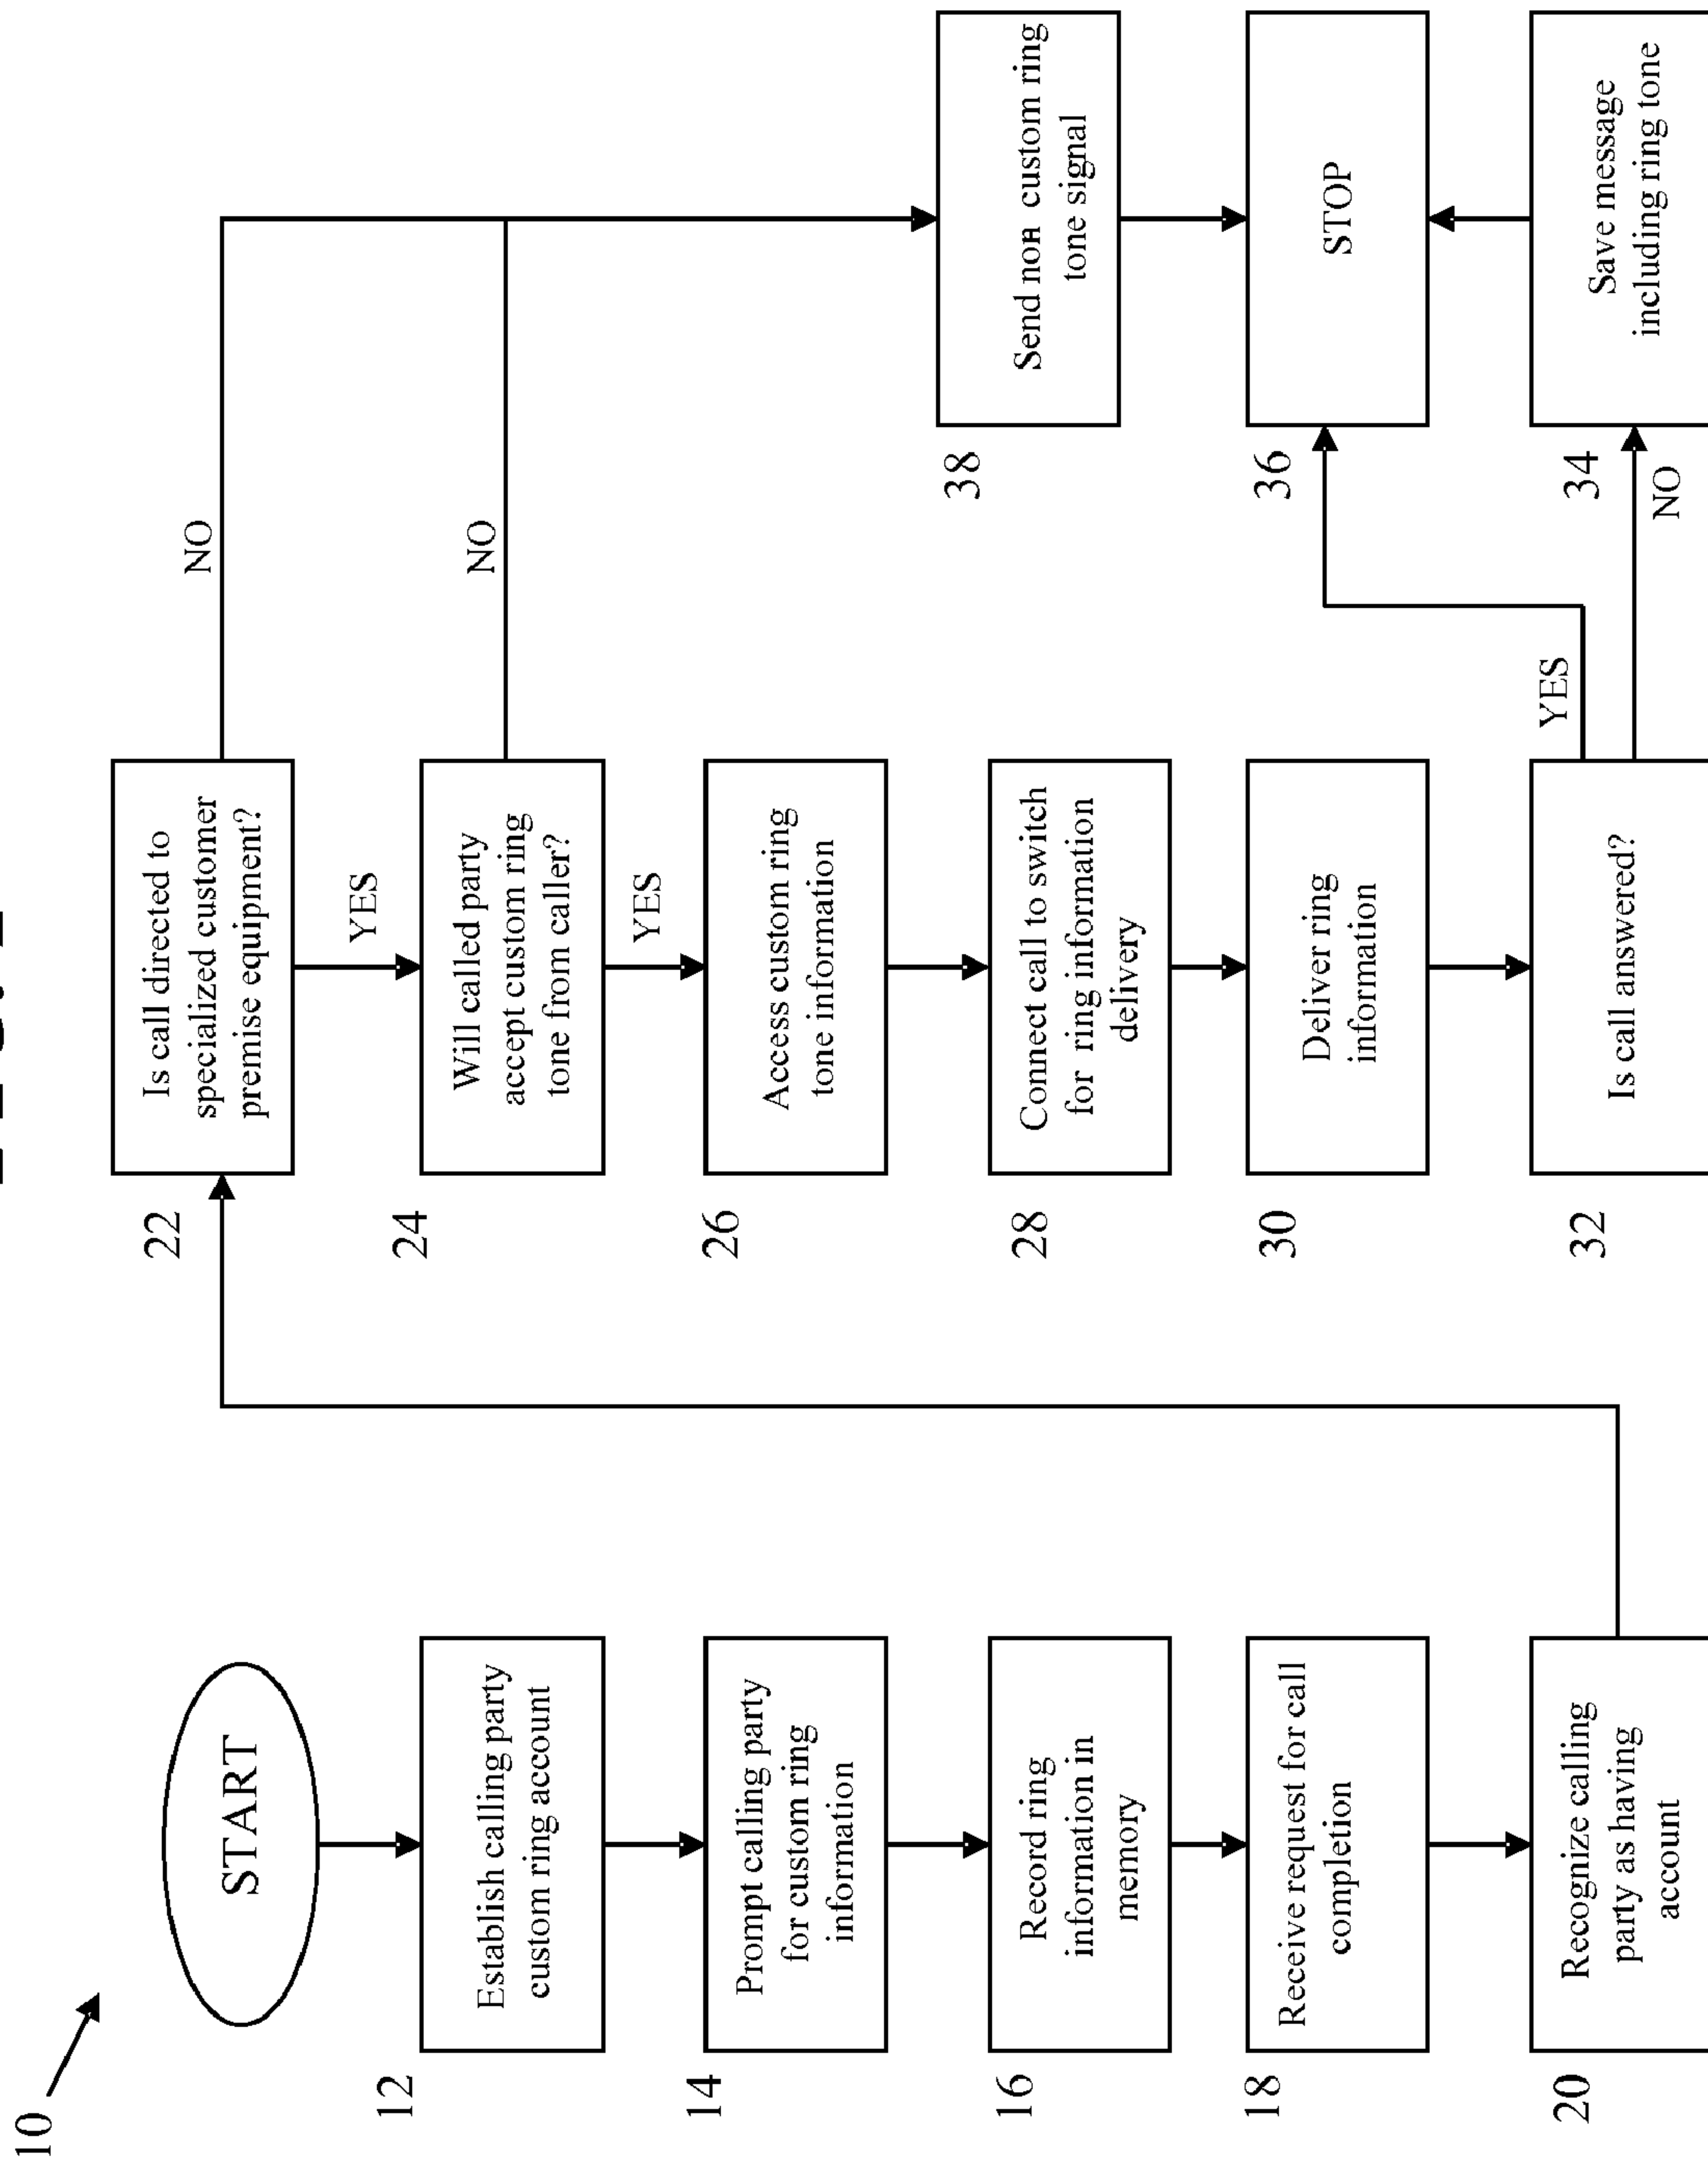 10
START
12
Establish calling party
custom ring account
14
Prompt calling party
for custom ring
information
16
Record ring
information in
memory
18
Receive request for call
completion
20
Recognize calling
party as having
account
22
Is call directed to
specialized customer
premise equipment?
NO
YES
24
Will called party
accept custom ring
tone from caller?
NO
YES
26
Access custom ring
tone information
28
Connect call to switch
for ring information
delivery
30
Deliver ring
information
32
Is call answered?
YES
NO
38
Send non custom ring
tone signal
36
STOP
34
Save message
including ring tone